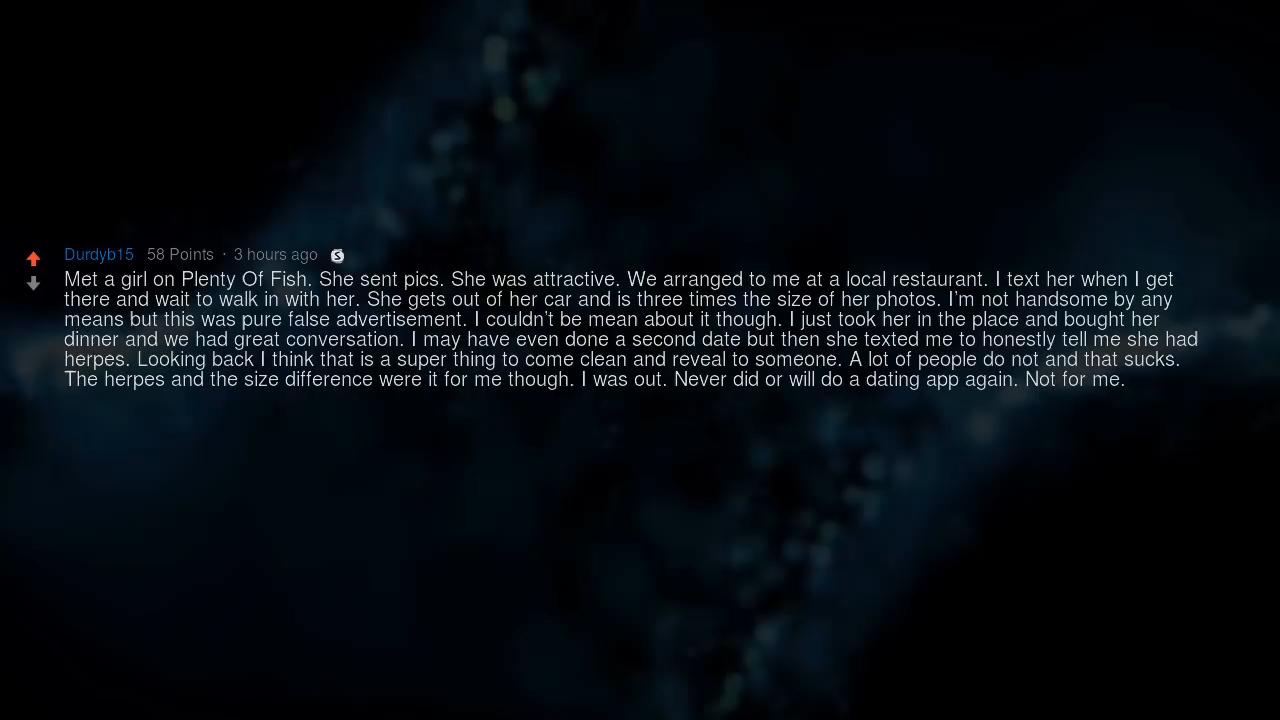 Durdyb15 58 Points · 3 hours ago
Met a girl on Plenty Of Fish. She sent pics. She was attractive. We arranged to me at a local restaurant. I text her when I get
there and wait to walk in with her. She gets out of her car and is three times the size of her photos. I'm not handsome by any
means but this was pure false advertisement. I couldn't be mean about it though. I just took her in the place and bought her
dinner and we had great conversation. I may have even done a second date but then she texted me to honestly tell me she had
herpes. Looking back I think that is a super thing to come clean and reveal to someone. A lot of people do not and that sucks.
The herpes and the size difference were it for me though. I was out. Never did or will do a dating app again. Not for me.